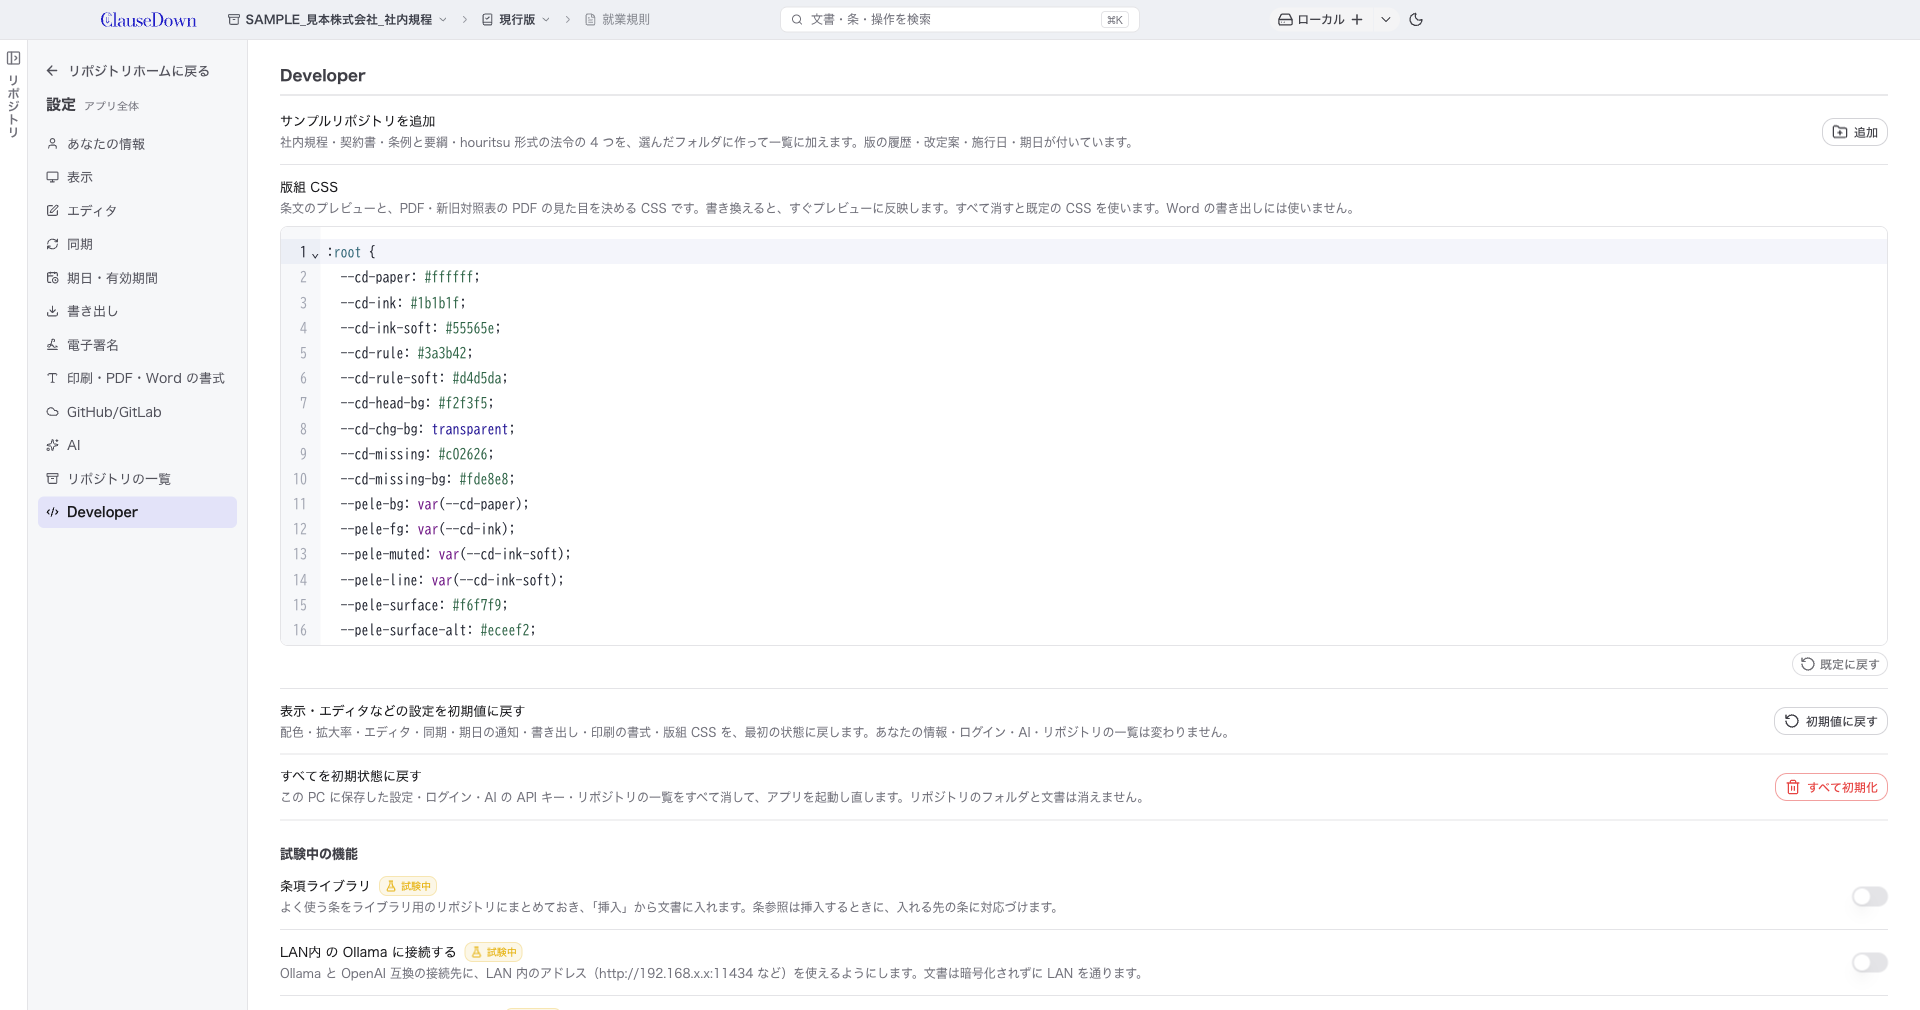 ClauseDown
SAMPLE_見本株式会社_社内規程
現行版
就業規則
文書・条・操作を検索
⌘K
ローカル
リポジトリ
リポジトリホームに戻る
設定 アプリ全体
あなたの情報
表示
エディタ
同期
期日・有効期間
書き出し
電子署名
印刷・PDF・Word の書式
GitHub/GitLab
AI
リポジトリの一覧
Developer
Developer
サンプルリポジトリを追加
社内規程・契約書・条例と要綱・houritsu 形式の法令の 4 つを、選んだフォルダに作って一覧に加えます。版の履歴・改定案・施行日・期日が付いています。
追加
版組 CSS
条文のプレビューと、PDF・新旧対照表の PDF の見た目を決める CSS です。書き換えると、すぐプレビューに反映します。すべて消すと既定の CSS を使います。Word の書き出しには使いません。
1 :root {
2 --cd-paper: #ffffff;
3 --cd-ink: #1b1b1f;
4 --cd-ink-soft: #55565e;
5 --cd-rule: #3a3b42;
6 --cd-rule-soft: #d4d5da;
7 --cd-head-bg: #f2f3f5;
8 --cd-chg-bg: transparent;
9 --cd-missing: #c02626;
10 --cd-missing-bg: #fde8e8;
11 --pele-bg: var(--cd-paper);
12 --pele-fg: var(--cd-ink);
13 --pele-muted: var(--cd-ink-soft);
14 --pele-line: var(--cd-ink-soft);
15 --pele-surface: #f6f7f9;
16 --pele-surface-alt: #eceef2;
既定に戻す
表示・エディタなどの設定を初期値に戻す
配色・拡大率・エディタ・同期・期日の通知・書き出し・印刷の書式・版組 CSS を、最初の状態に戻します。あなたの情報・ログイン・AI・リポジトリの一覧は変わりません。
初期値に戻す
すべてを初期状態に戻す
この PC に保存した設定・ログイン・AI の API キー・リポジトリの一覧をすべて消して、アプリを起動し直します。リポジトリのフォルダと文書は消えません。
すべて初期化
試験中の機能
条項ライブラリ 試験中
よく使う条をライブラリ用のリポジトリにまとめておき、「挿入」から文書に入れます。条参照は挿入するときに、入れる先の条に対応づけます。
LAN内 の Ollama に接続する 試験中
Ollama と OpenAI 互換の接続先に、LAN 内のアドレス（http://192.168.x.x:11434 など）を使えるようにします。文書は暗号化されずに LAN を通ります。